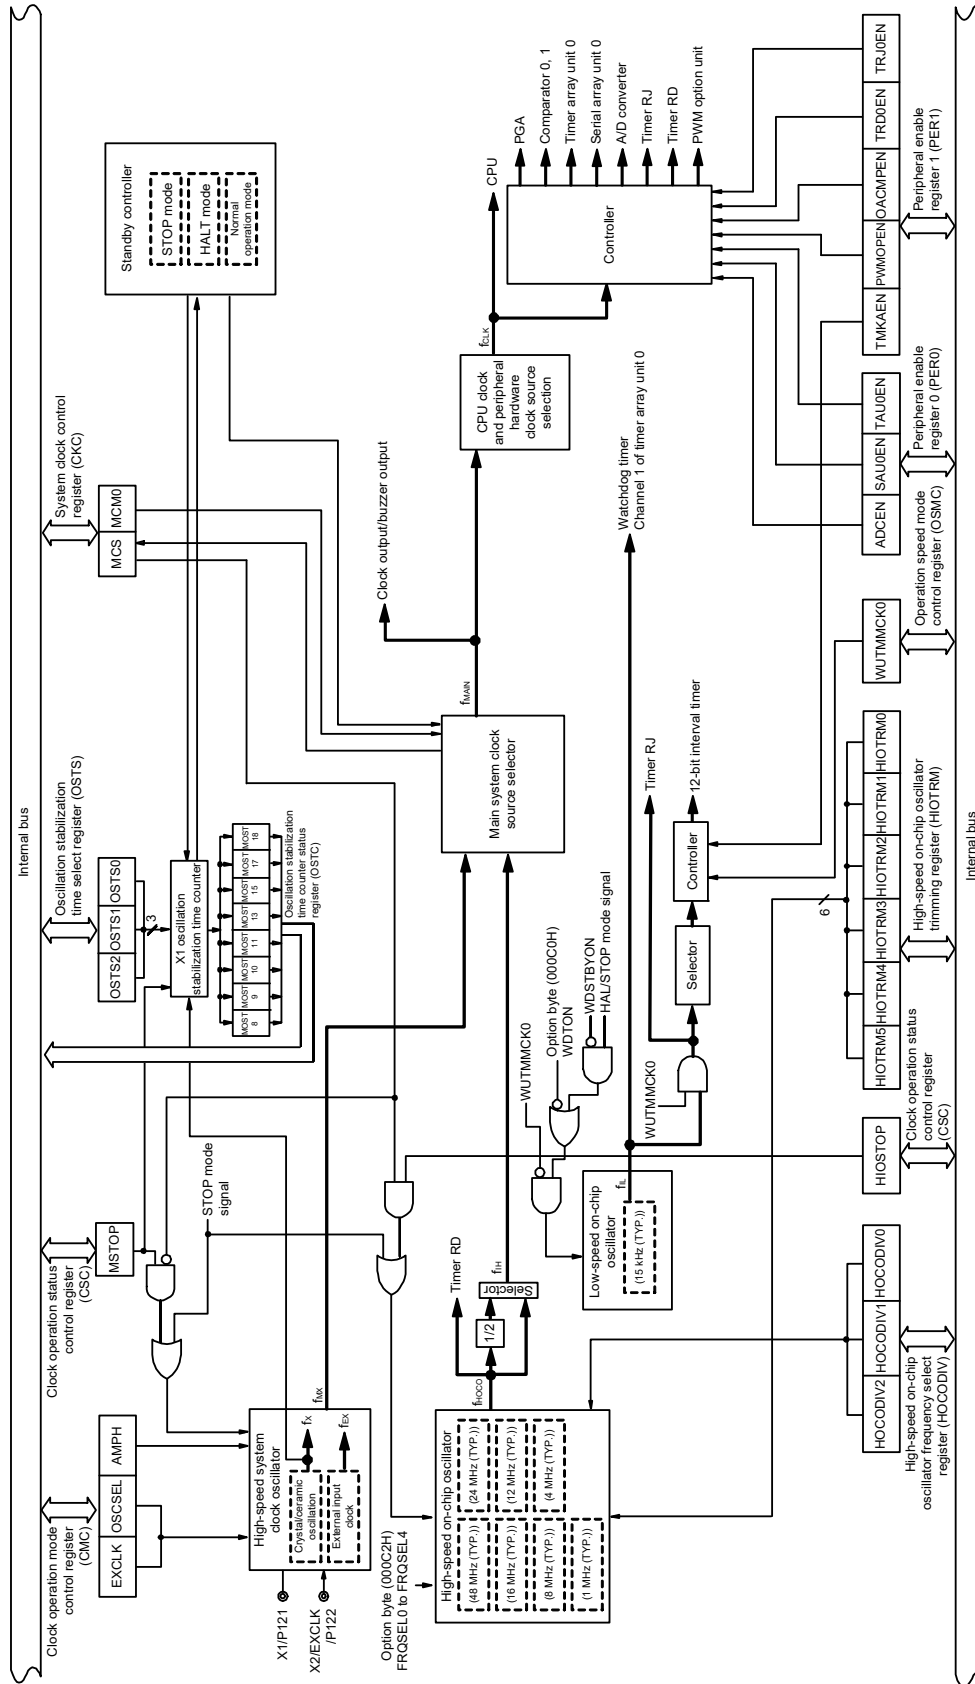 Internal bus
Clock operation mode
control register
(CMC)
EXCLK
OSCSEL
AMPH
Clock operation status
control register
(CSC)
MSTOP
Oscillation stabilization
time select register (OSTS)
OSTS2
OSTS1
OSTS0
3
System clock control
register (CKC)
MCS
MCM0
Standby controller
STOP mode
HALT mode
Normal
operation mode
X1 oscillation
stabilization time counter
MOST
8
MOST
9
MOST
10
MOST
11
MOST
13
MOST
15
MOST
17
MOST
18
Oscillation stabilization
time counter status
register (OSTC)
STOP mode
signal
X1/P121
X2/EXCLK
/P122
High-speed system
clock oscillator
Crystal/ceramic
oscillation
External input
clock
fX
fEX
fMX
Option byte (000C2H)
FRQSEL0 to FRQSEL4
High-speed on-chip oscillator
(48 MHz (TYP.))
(24 MHz (TYP.))
(16 MHz (TYP.))
(12 MHz (TYP.))
(8 MHz (TYP.))
(4 MHz (TYP.))
(1 MHz (TYP.))
fHOCO
Timer RD
1/2
Selector
fIH
Main system clock
source selector
fMAIN
Clock output/buzzer output
CPU clock
and peripheral
hardware
clock source
selection
fCLK
CPU
Controller
PGA
Comparator 0, 1
Timer array unit 0
Serial array unit 0
A/D converter
Timer RJ
Timer RD
PWM option unit
WUTMMCK0
Option byte (000C0H)
WDTON
WDSTBYON
HAL/STOP mode signal
Low-speed on-chip
oscillator
(15 kHz (TYP.))
fIL
Watchdog timer
Channel 1 of timer array unit 0
WUTMMCK0
Timer RJ
Selector
Controller
12-bit interval timer
6
HOCODIV2
HOCODIV1
HOCODIV0
High-speed on-chip
oscillator frequency select
register (HOCODIV)
HIOSTOP
Clock operation status
control register
(CSC)
HIOTRM5
HIOTRM4
HIOTRM3
HIOTRM2
HIOTRM1
HIOTRM0
High-speed on-chip oscillator
trimming register (HIOTRM)
WUTMMCK0
Operation speed mode
control register (OSMC)
ADCEN
SAU0EN
TAU0EN
Peripheral enable
register 0 (PER0)
TMKAEN
PWMOPEN
OACMPEN
TRD0EN
TRJ0EN
Peripheral enable
register 1 (PER1)
Internal bus